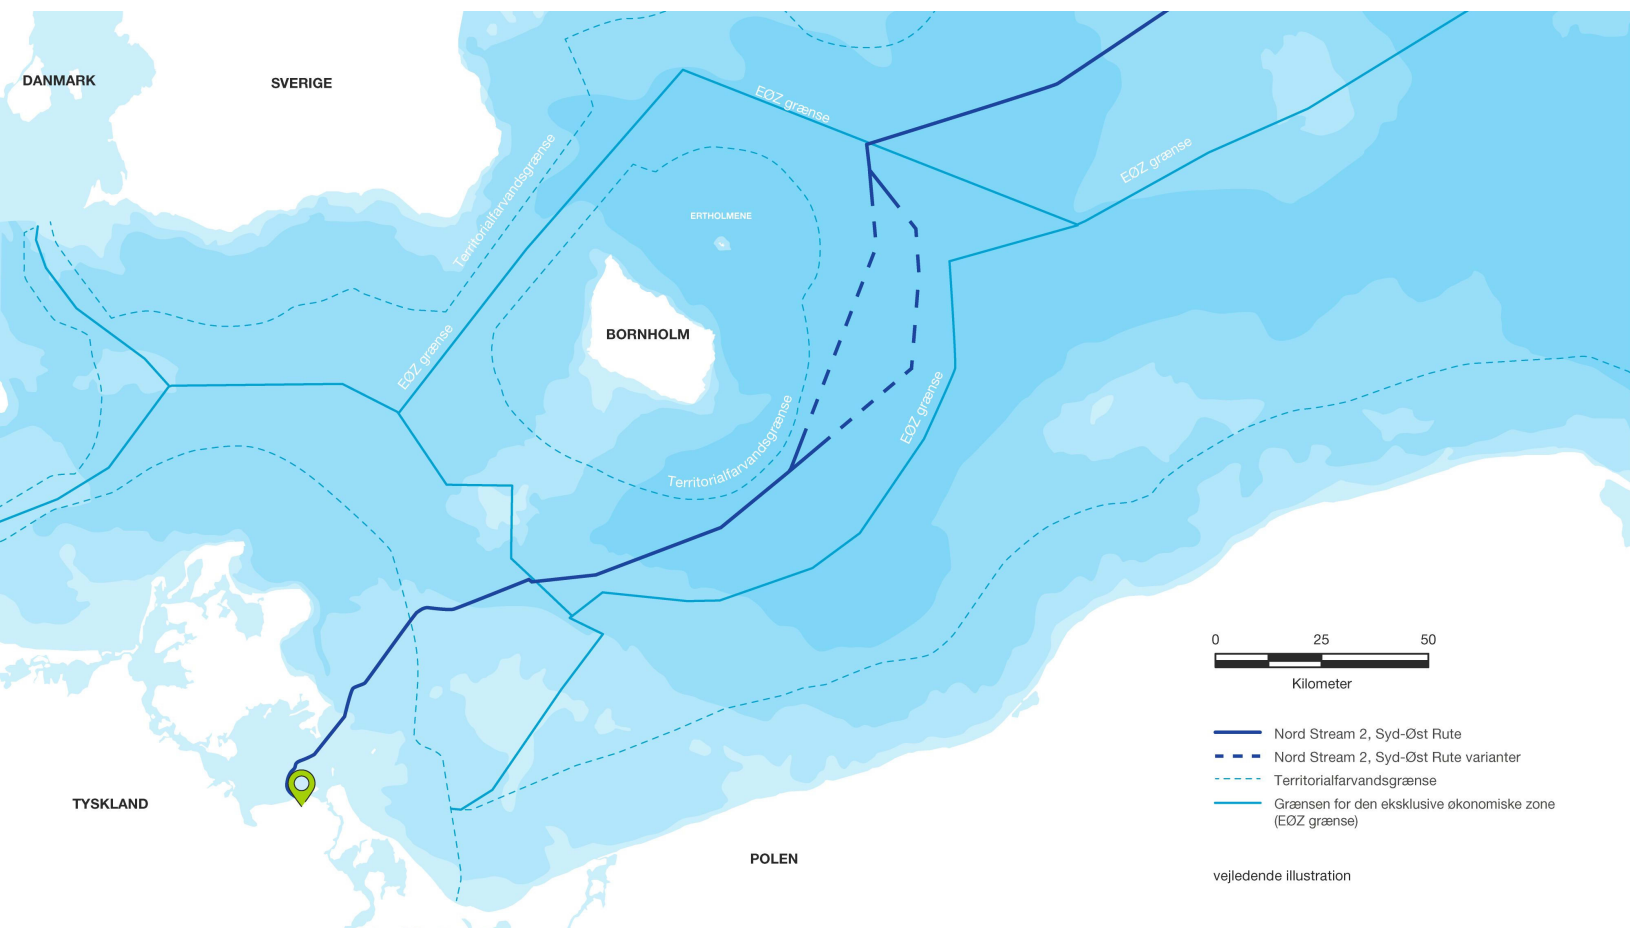 DANMARK
SVERIGE
EØZ grænse
EØZ grænse
Territorialfarvandsgrænse
ERTHOLMENE
BORNHOLM
EØZ grænse
EØZ grænse
Territorialfarvandsgrænse
0 25 50
Kilometer
Nord Stream 2, Syd-Øst Rute
Nord Stream 2, Syd-Øst Rute varianter
Territorialfarvandsgrænse
Grænsen for den eksklusive økonomiske zone
(EØZ grænse)
TYSKLAND
POLEN
vejledende illustration